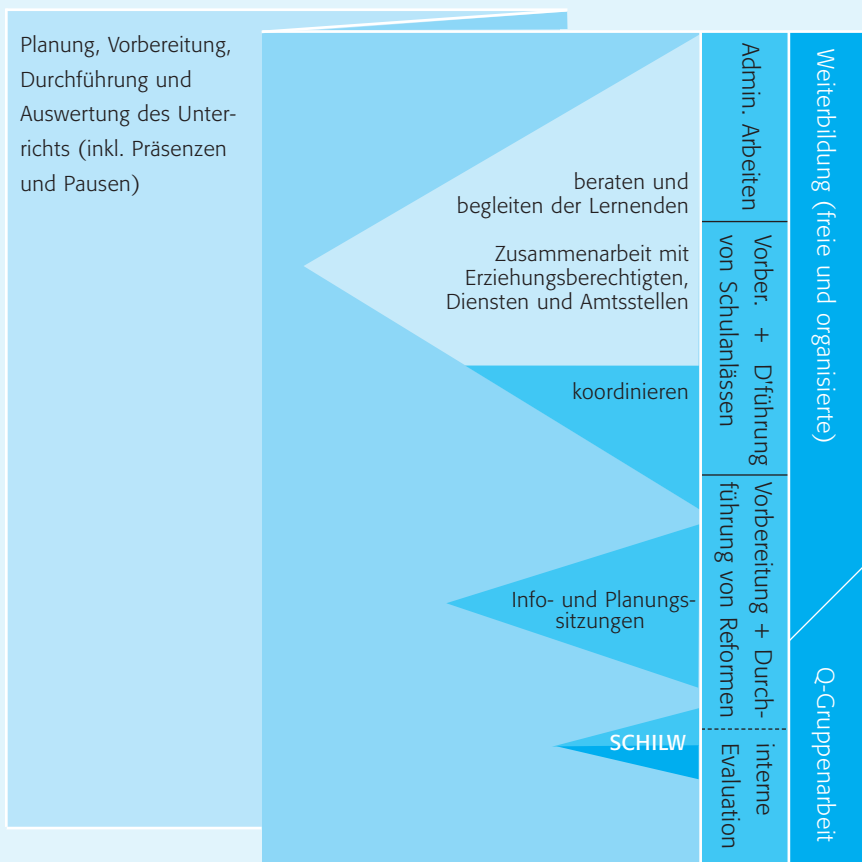 Planung, Vorbereitung,
Durchführung und
Auswertung des Unter-
richts (inkl. Präsenzen
und Pausen)
beraten und
begleiten der Lernenden
Zusammenarbeit mit
Erziehungsberechtigten,
Diensten und Amtsstellen
koordinieren
Info- und Planungs-
sitzungen
SCHILW
Admin. Arbeiten
Vorber. + D'führung
von Schulanlässen
Vorbereitung + Durch-
führung von Reformen
interne
Evaluation
Weiterbildung (freie und organisierte)
Q-Gruppenarbeit